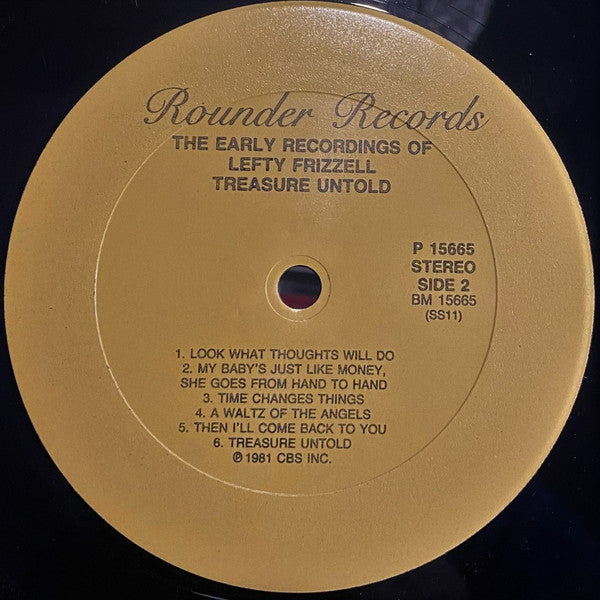 Rounder Records
THE EARLY RECORDINGS OF
LEFTY FRIZZELL
TREASURE UNTOLD
P 15665
STEREO
SIDE 2
BM 15665
(SS11)
1. LOOK WHAT THOUGHTS WILL DO
2. MY BABY'S JUST LIKE MONEY,
SHE GOES FROM HAND TO HAND
3. TIME CHANGES THINGS
4. A WALTZ OF THE ANGELS
5. THEN I'LL COME BACK TO YOU
6. TREASURE UNTOLD
℗ 1981 CBS INC.